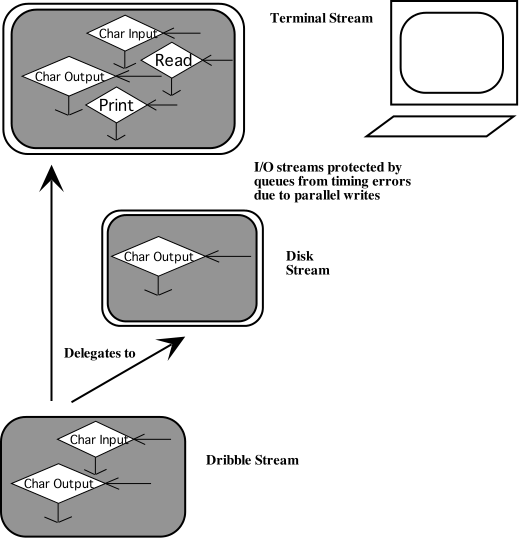 Terminal Stream
Char Input
Read
Char Output
Print
I/O streams protected by
queues from timing errors
due to parallel writes
Char Output
Disk
Stream
Delegates to
Char Input
Dribble Stream
Char Output